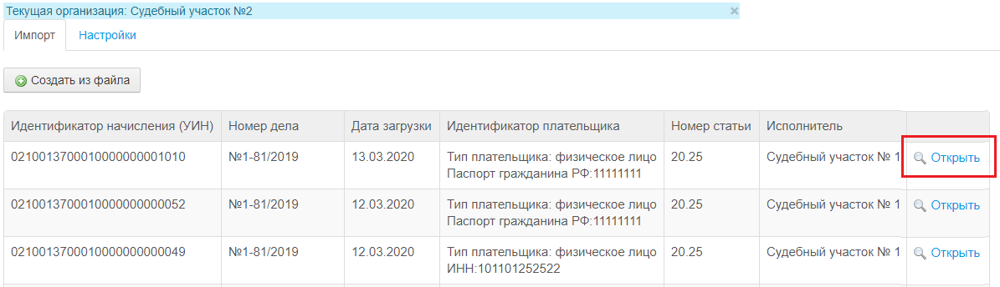 Текущая организация: Судебный участок №2
Импорт Настройки
Создать из файла
Идентификатор начисления (УИН) Номер дела Дата загрузки Идентификатор плательщика Номер статьи Исполнитель
0210013700010000000001010 №1-81/2019 13.03.2020 Тип плательщика: физическое лицо 20.25 Судебный участок № 1 Открыть
Паспорт гражданина РФ:11111111
0210013700010000000000052 №1-81/2019 12.03.2020 Тип плательщика: физическое лицо 20.25 Судебный участок № 1 Открыть
Паспорт гражданина РФ:11111111
0210013700010000000000049 №1-81/2019 12.03.2020 Тип плательщика: физическое лицо 20.25 Судебный участок № 1 Открыть
ИНН:101101252522